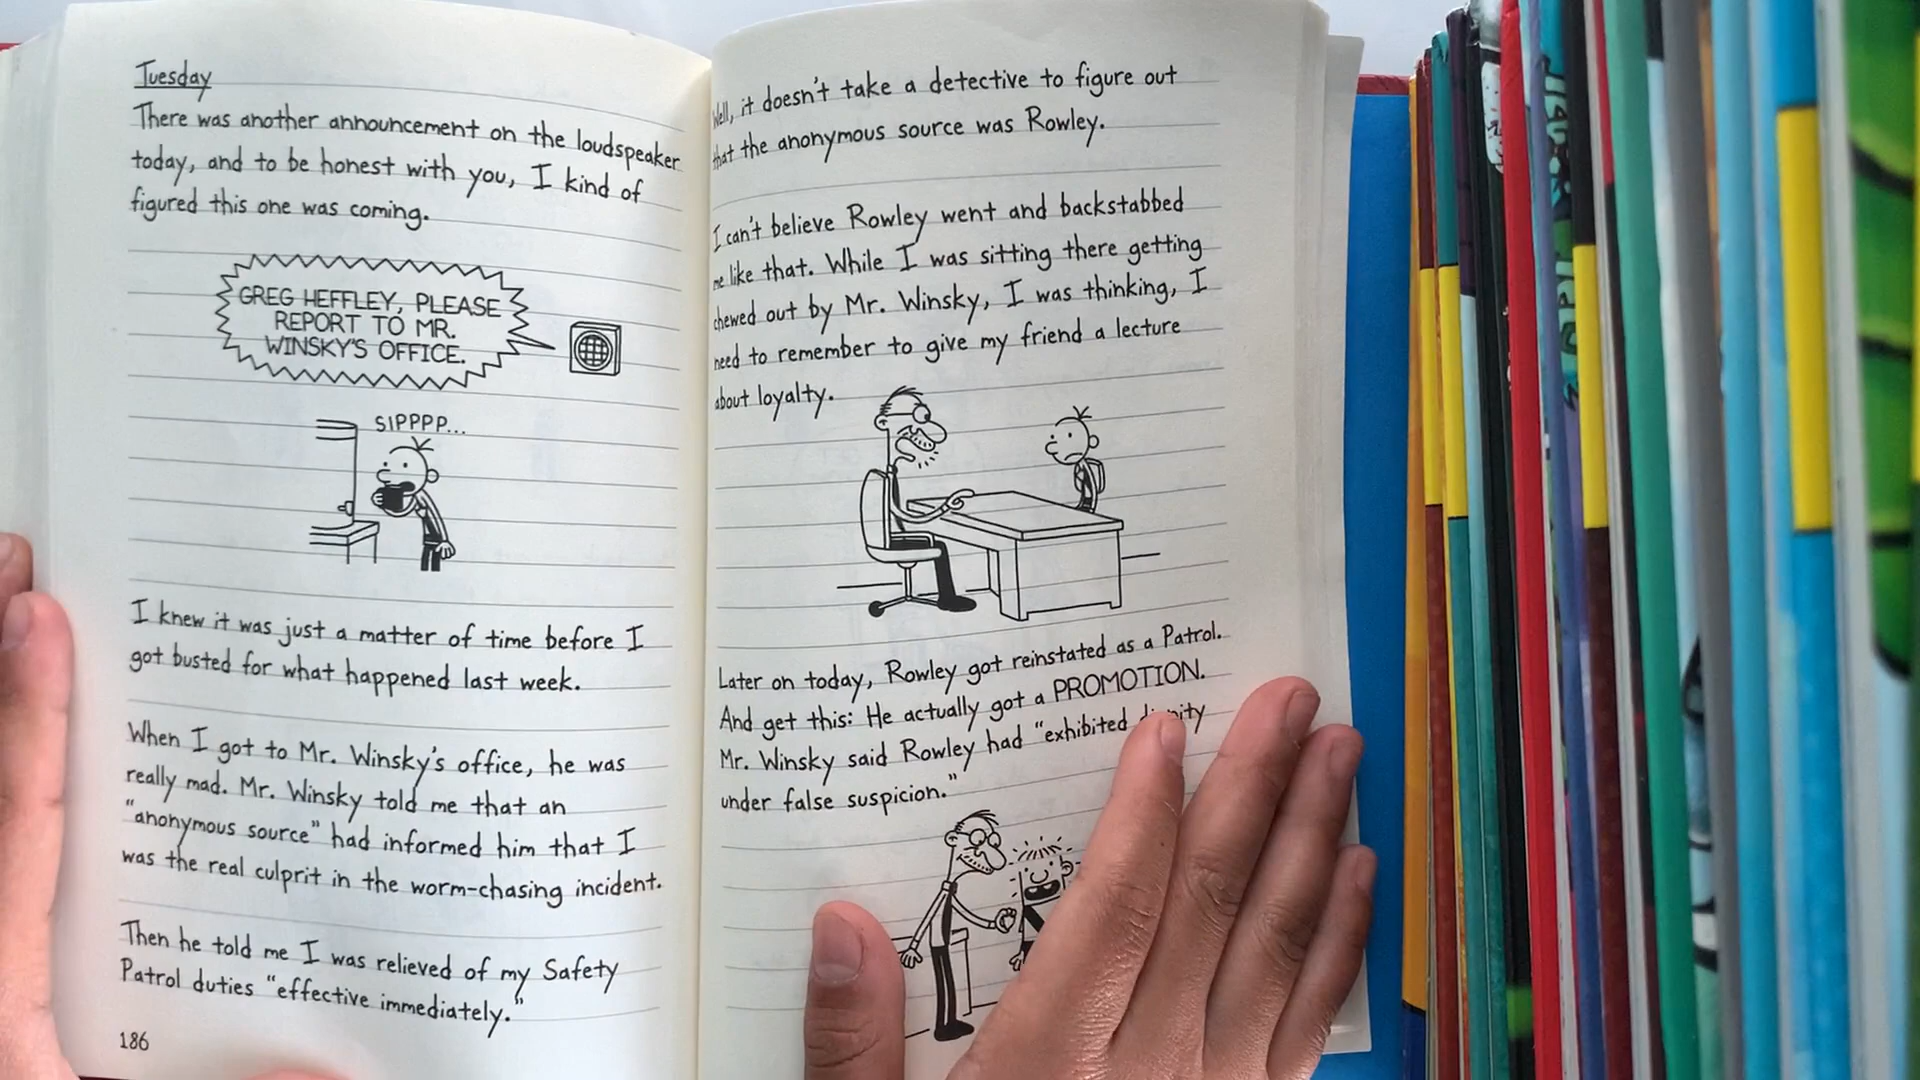 Tuesday
There was another announcement on the loudspeaker
today, and to be honest with you, I kind of
figured this one was coming.
GREG HEFFLEY, PLEASE
REPORT TO MR.
WINSKY'S OFFICE.
SIPPPP...
I knew it was just a matter of time before I
got busted for what happened last week.
When I got to Mr. Winsky's office, he was
really mad. Mr. Winsky told me that an
"anonymous source" had informed him that I
was the real culprit in the worm-chasing incident.
Then he told me I was relieved of my Safety
Patrol duties "effective immediately."
186
Well, it doesn't take a detective to figure out
that the anonymous source was Rowley.
I can't believe Rowley went and backstabbed
me like that. While I was sitting there getting
chewed out by Mr. Winsky, I was thinking, I
need to remember to give my friend a lecture
about loyalty.
Later on today, Rowley got reinstated as a Patrol.
And get this: He actually got a PROMOTION.
Mr. Winsky said Rowley had "exhibited dignity
under false suspicion."